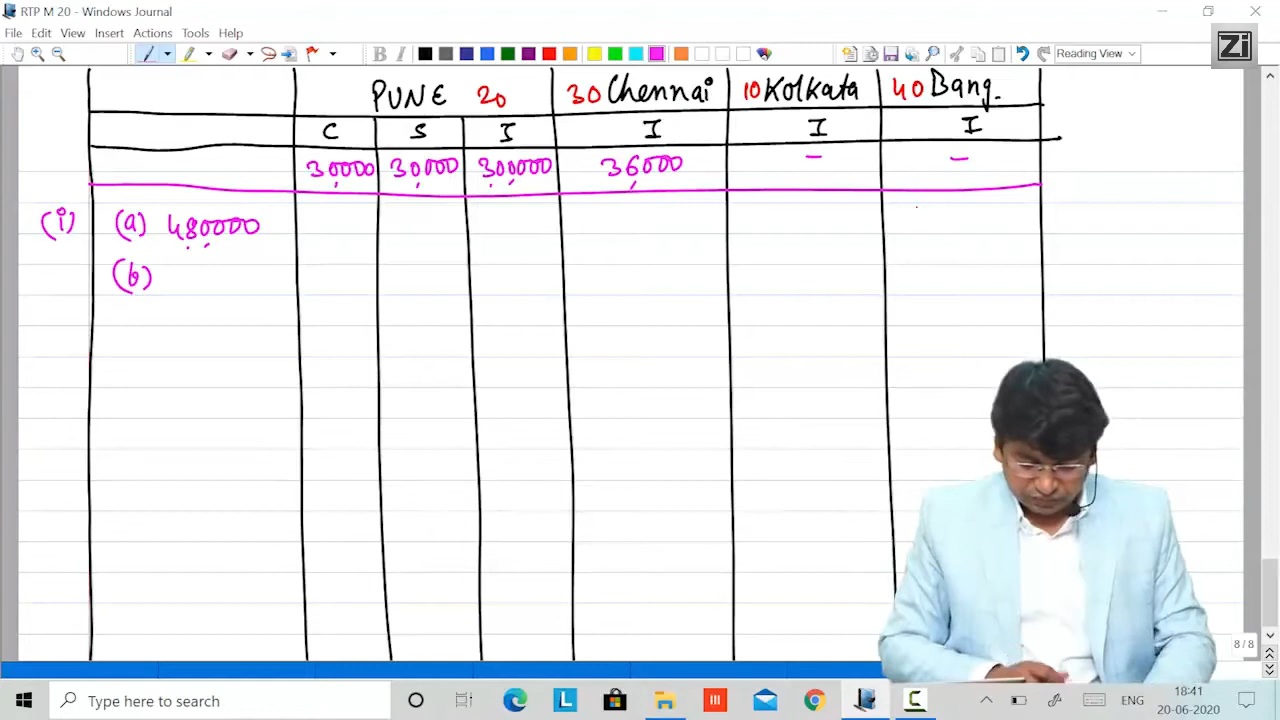 RTP M 20 - Windows Journal
Zi
File Edit View Insert Actions Tools Help
B I Reading View
PUNE 20 30 Chennai 10 Kolkata 40 Bang.
C S I I I I
30000 30000 300000 36000 - -
(i) (a) 480000
(b)
8/8
Type here to search L C ENG 18:41
20-06-2020